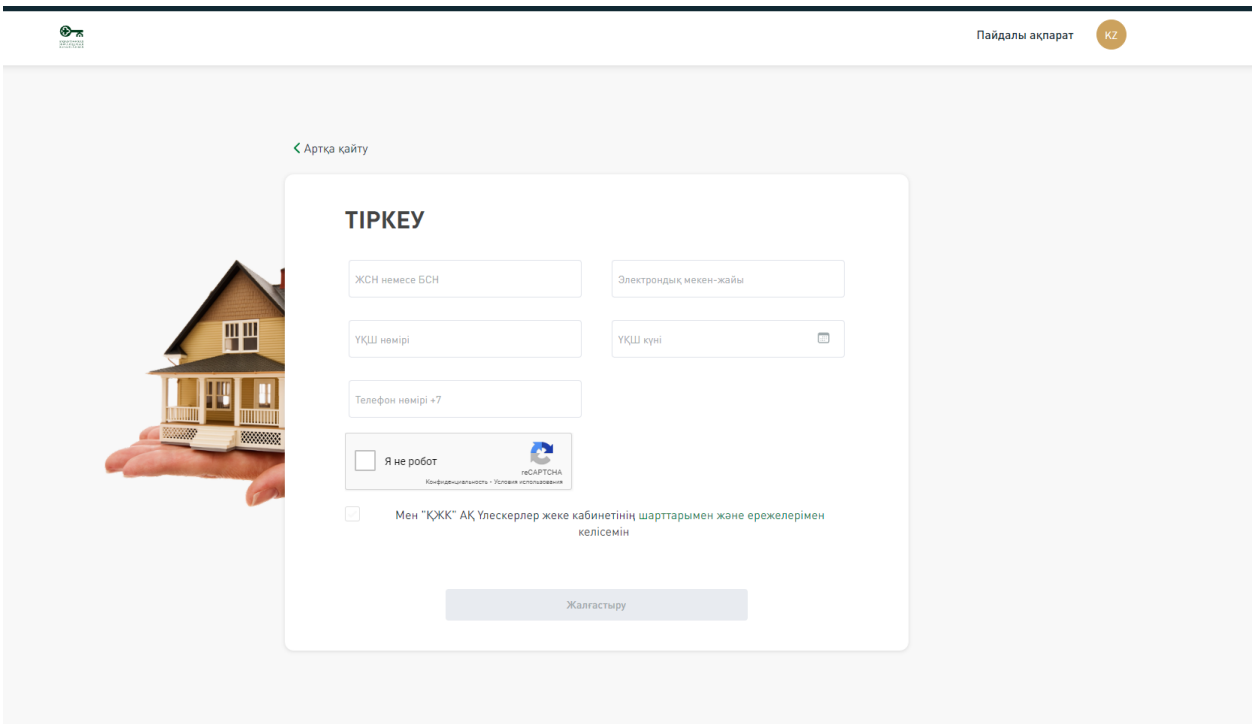 Пайдалы ақпарат
KZ
Артқа қайту
ТІРКЕУ
ЖСН немесе БСН
Электрондық мекен-жайы
ҮҚШ нөмірі
ҮҚШ күні
Телефон нөмірі +7
Я не робот
reCAPTCHA
Конфиденциальность - Условия использования
Мен "ҚЖК" АҚ Үлескерлер жеке кабинетінің шарттарымен және ережелерімен
келісемін
Жалғастыру